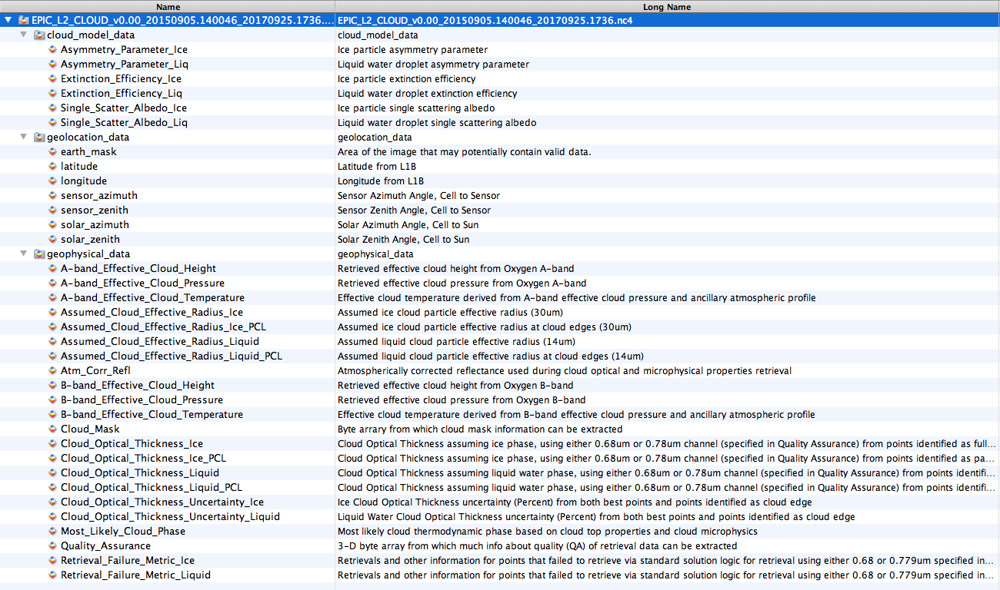 Name Long Name
EPIC_L2_CLOUD_v0.00_20150905.140046_20170925.1736.... EPIC_L2_CLOUD_v0.00_20150905.140046_20170925.1736.nc4
cloud_model_data cloud_model_data
Asymmetry_Parameter_Ice Ice particle asymmetry parameter
Asymmetry_Parameter_Liq Liquid water droplet asymmetry parameter
Extinction_Efficiency_Ice Ice particle extinction efficiency
Extinction_Efficiency_Liq Liquid water droplet extinction efficiency
Single_Scatter_Albedo_Ice Ice particle single scattering albedo
Single_Scatter_Albedo_Liq Liquid water droplet single scattering albedo
geolocation_data geolocation_data
earth_mask Area of the image that may potentially contain valid data.
latitude Latitude from L1B
longitude Longitude from L1B
sensor_azimuth Sensor Azimuth Angle, Cell to Sensor
sensor_zenith Sensor Zenith Angle, Cell to Sensor
solar_azimuth Solar Azimuth Angle, Cell to Sun
solar_zenith Solar Zenith Angle, Cell to Sun
geophysical_data geophysical_data
A-band_Effective_Cloud_Height Retrieved effective cloud height from Oxygen A-band
A-band_Effective_Cloud_Pressure Retrieved effective cloud pressure from Oxygen A-band
A-band_Effective_Cloud_Temperature Effective cloud temperature derived from A-band effective cloud pressure and ancillary atmospheric profile
Assumed_Cloud_Effective_Radius_Ice Assumed ice cloud particle effective radius (30um)
Assumed_Cloud_Effective_Radius_Ice_PCL Assumed ice cloud particle effective radius at cloud edges (30um)
Assumed_Cloud_Effective_Radius_Liquid Assumed liquid cloud particle effective radius (14um)
Assumed_Cloud_Effective_Radius_Liquid_PCL Assumed liquid cloud particle effective radius at cloud edges (14um)
Atm_Corr_Refl Atmospherically corrected reflectance used during cloud optical and microphysical properties retrieval
B-band_Effective_Cloud_Height Retrieved effective cloud height from Oxygen B-band
B-band_Effective_Cloud_Pressure Retrieved effective cloud pressure from Oxygen B-band
B-band_Effective_Cloud_Temperature Effective cloud temperature derived from B-band effective cloud pressure and ancillary atmospheric profile
Cloud_Mask Byte arrary from which cloud mask information can be extracted
Cloud_Optical_Thickness_Ice Cloud Optical Thickness assuming ice phase, using either 0.68um or 0.78um channel (specified in Quality Assurance) from points identified as full...
Cloud_Optical_Thickness_Ice_PCL Cloud Optical Thickness assuming ice phase, using either 0.68um or 0.78um channel (specified in Quality Assurance) from points identified as pa...
Cloud_Optical_Thickness_Liquid Cloud Optical Thickness assuming liquid water phase, using either 0.68um or 0.78um channel (specified in Quality Assurance) from points identifi...
Cloud_Optical_Thickness_Liquid_PCL Cloud Optical Thickness assuming liquid water phase, using either 0.68um or 0.78um channel (specified in Quality Assurance) from points identifi...
Cloud_Optical_Thickness_Uncertainty_Ice Ice Cloud Optical Thickness uncertainty (Percent) from both best points and points identified as cloud edge
Cloud_Optical_Thickness_Uncertainty_Liquid Liquid Water Cloud Optical Thickness uncertainty (Percent) from both best points and points identified as cloud edge
Most_Likely_Cloud_Phase Most likely cloud thermodynamic phase based on cloud top properties and cloud microphysics
Quality_Assurance 3-D byte array from which much info about quality (QA) of retrieval data can be extracted
Retrieval_Failure_Metric_Ice Retrievals and other information for points that failed to retrieve via standard solution logic for retrieval using either 0.68 or 0.779um specified in...
Retrieval_Failure_Metric_Liquid Retrievals and other information for points that failed to retrieve via standard solution logic for retrieval using either 0.68 or 0.779um specified in...